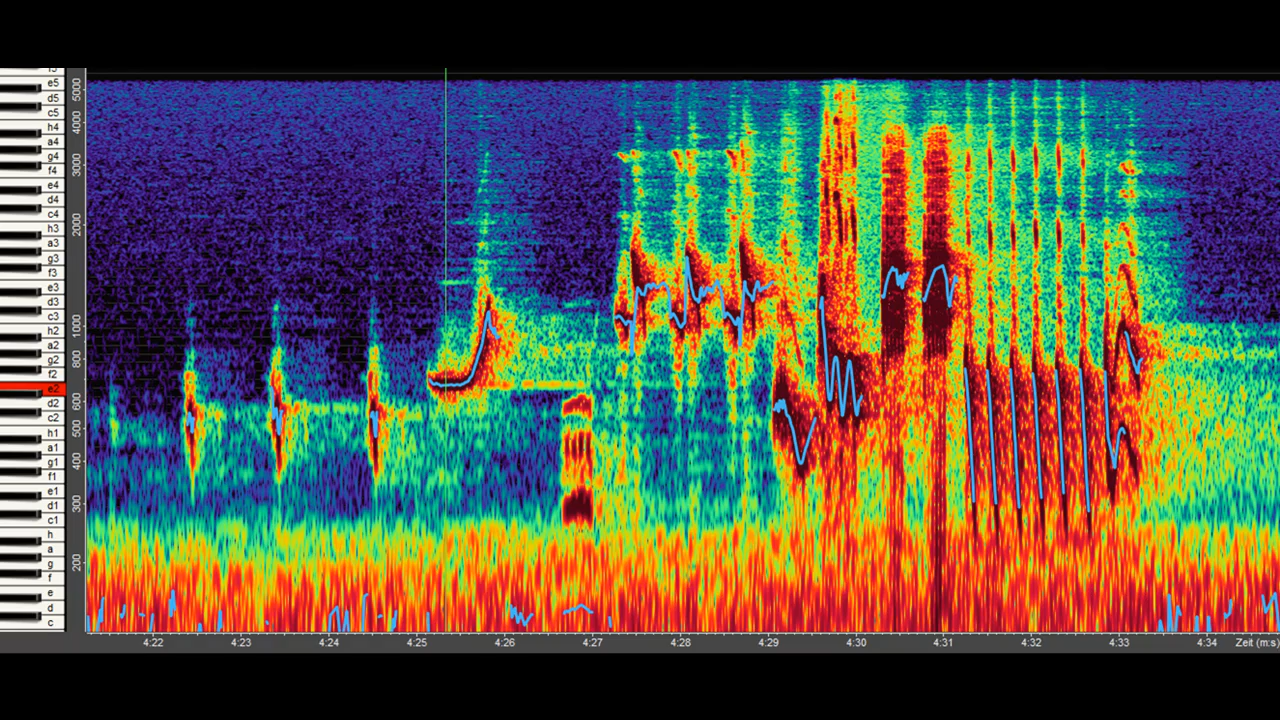 e5
d5
c5
h4
a4
g4
f4
e4
d4
c4
h3
a3
g3
f3
e3
d3
c3
h2
a2
g2
f2
e2
d2
c2
h1
a1
g1
f1
e1
d1
c1
h
a
g
f
e
d
c
5000
4000
3000
2000
1000
800
600
500
400
300
200
4:22 4:23 4:24 4:25 4:26 4:27 4:28 4:29 4:30 4:31 4:32 4:33 4:34 Zeit (m:s)